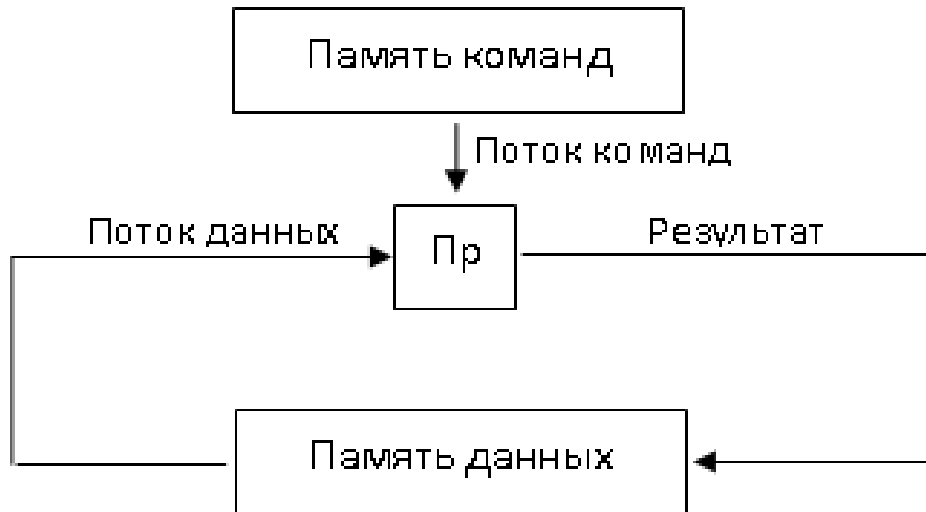 Память команд
Поток команд
Поток данных
Пр
Результат
Память данных